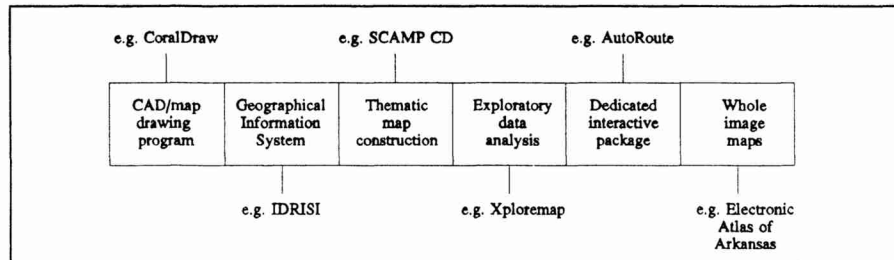 e.g. CoralDraw
e.g. SCAMP CD
e.g. AutoRoute
CAD/map
drawing
program
Geographical
Information
System
Thematic
map
construction
Exploratory
data
analysis
Dedicated
interactive
package
Whole
image
maps
e.g. IDRISI
e.g. Xploremap
e.g. Electronic
Atlas of
Arkansas